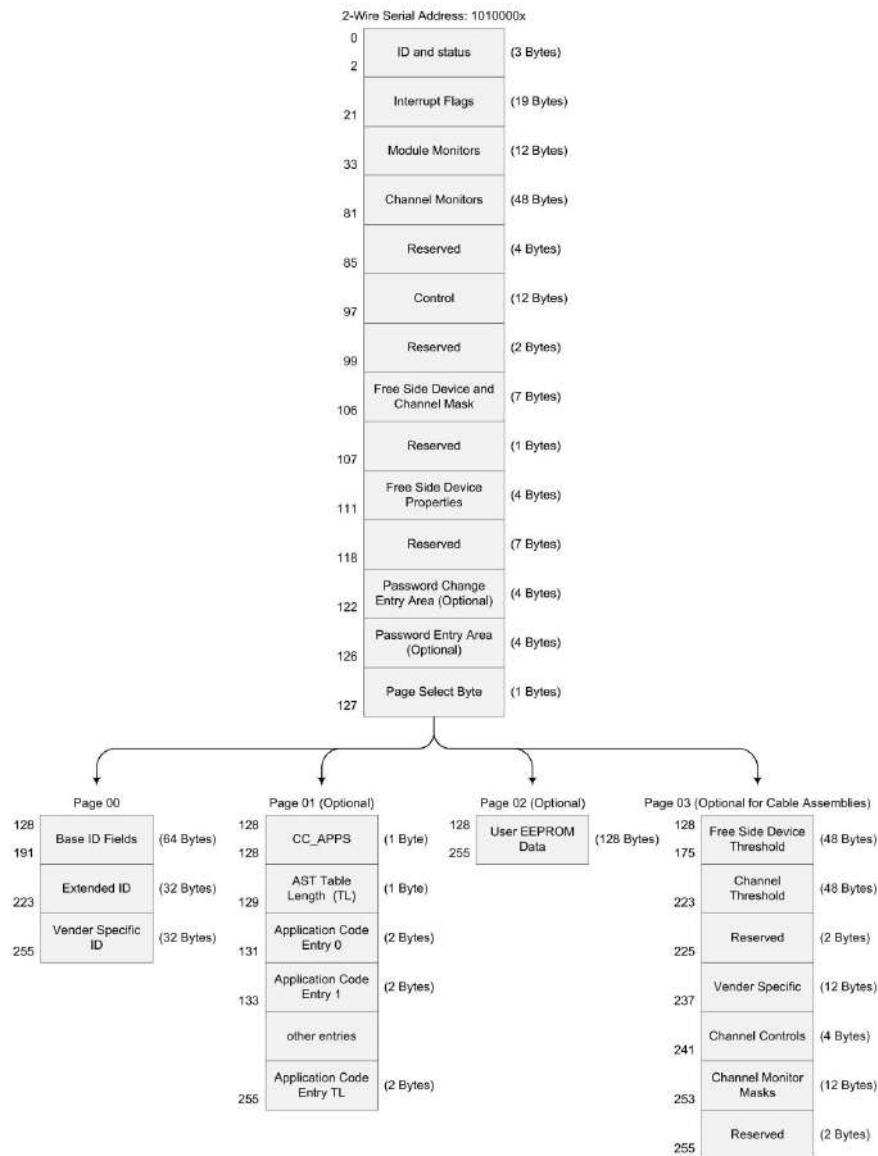 2-Wire Serial Address: 1010000x
0
ID and status (3 Bytes)
2
Interrupt Flags (19 Bytes)
21
Module Monitors (12 Bytes)
33
Channel Monitors (48 Bytes)
81
Reserved (4 Bytes)
85
Control (12 Bytes)
97
Reserved (2 Bytes)
99
Free Side Device and
Channel Mask
(7 Bytes)
106
Reserved (1 Bytes)
107
Free Side Device
Properties
(4 Bytes)
111
Reserved (7 Bytes)
118
Password Change
Entry Area (Optional)
(4 Bytes)
122
Password Entry Area
(Optional)
(4 Bytes)
126
Page Select Byte (1 Bytes)
127
Page 00
128
Base ID Fields (64 Bytes)
191
Extended ID (32 Bytes)
223
Vender Specific
ID
(32 Bytes)
255
Page 01 (Optional)
128
CC_APPS (1 Byte)
128
AST Table
Length (TL)
(1 Byte)
129
Application Code
Entry 0
(2 Bytes)
131
Application Code
Entry 1
(2 Bytes)
133
other entries
Application Code
Entry TL
(2 Bytes)
255
Page 02 (Optional)
128
User EEPROM
Data
(128 Bytes)
255
Page 03 (Optional for Cable Assemblies)
128
Free Side Device
Threshold
(48 Bytes)
175
Channel
Threshold
(48 Bytes)
223
Reserved (2 Bytes)
225
Vender Specific (12 Bytes)
237
Channel Controls (4 Bytes)
241
Channel Monitor
Masks
(12 Bytes)
253
Reserved (2 Bytes)
255